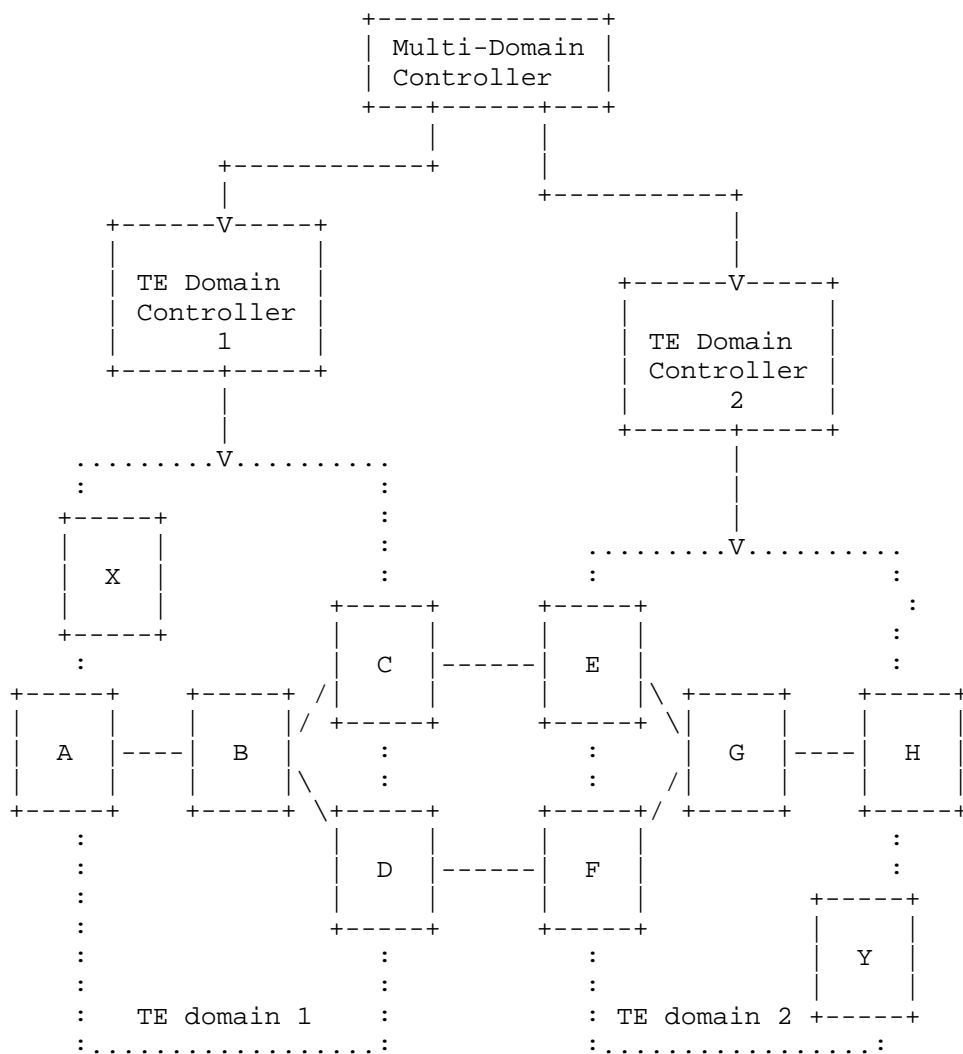 Multi-Domain
Controller
TE Domain
Controller
1
TE Domain
Controller
2
X
C
E
A
B
G
H
D
F
Y
TE domain 1
TE domain 2